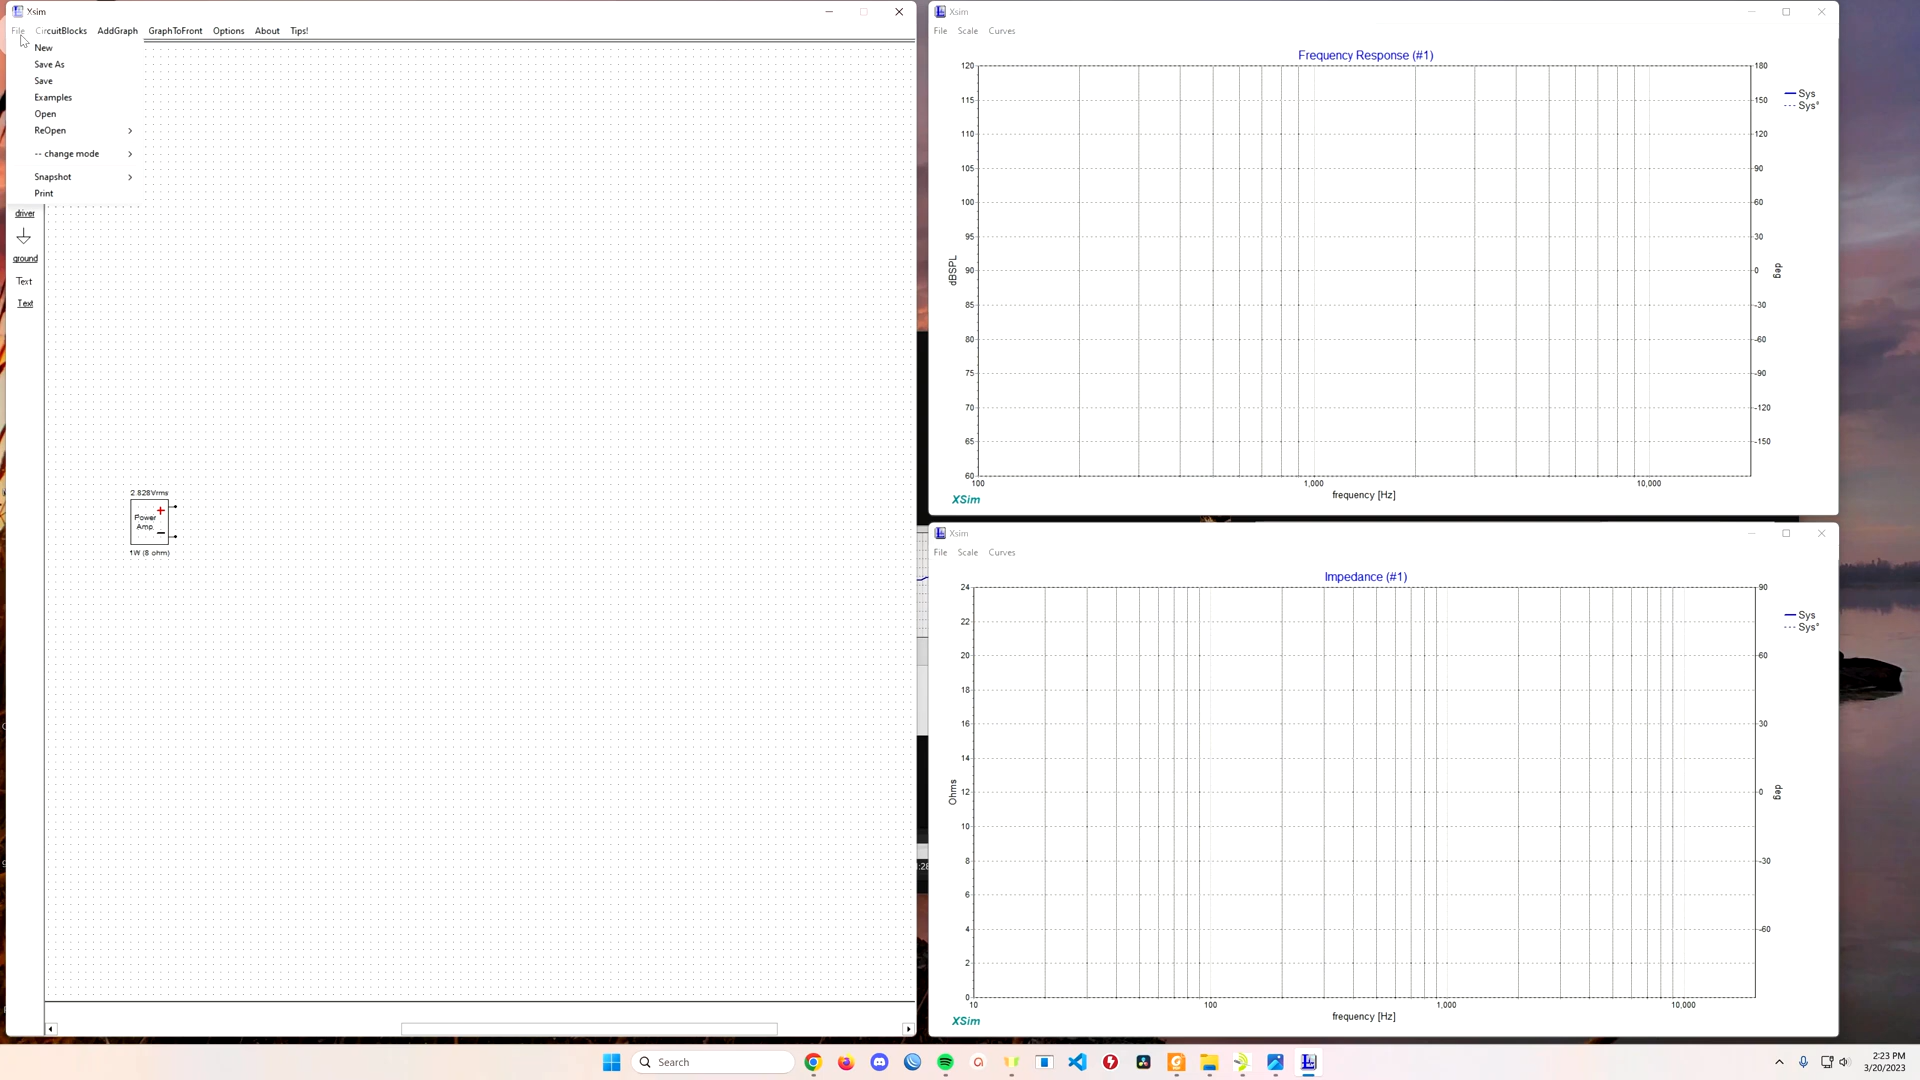 Xsim
File CircuitBlocks AddGraph GraphToFront Options About Tips!
New
Save As
Save
Examples
Open
ReOpen
-- change mode
Snapshot
Print
driver
ground
Text
Text
2.828Vrms
Power
Amp.
+
−
1W (8 ohm)
Xsim
File Scale Curves
Frequency Response (#1)
120
115
110
105
100
95
90
85
80
75
70
65
60
dBSPL
180
150
120
90
60
30
0
-30
-60
-90
-120
-150
deg
Sys
Sys°
100 1,000 10,000
frequency [Hz]
XSim
Xsim
File Scale Curves
Impedance (#1)
24
22
20
18
16
14
12
10
8
6
4
2
0
Ohms
90
60
30
0
-30
-60
deg
Sys
Sys°
10 100 1,000 10,000
frequency [Hz]
XSim
Search
2:23 PM
3/20/2023